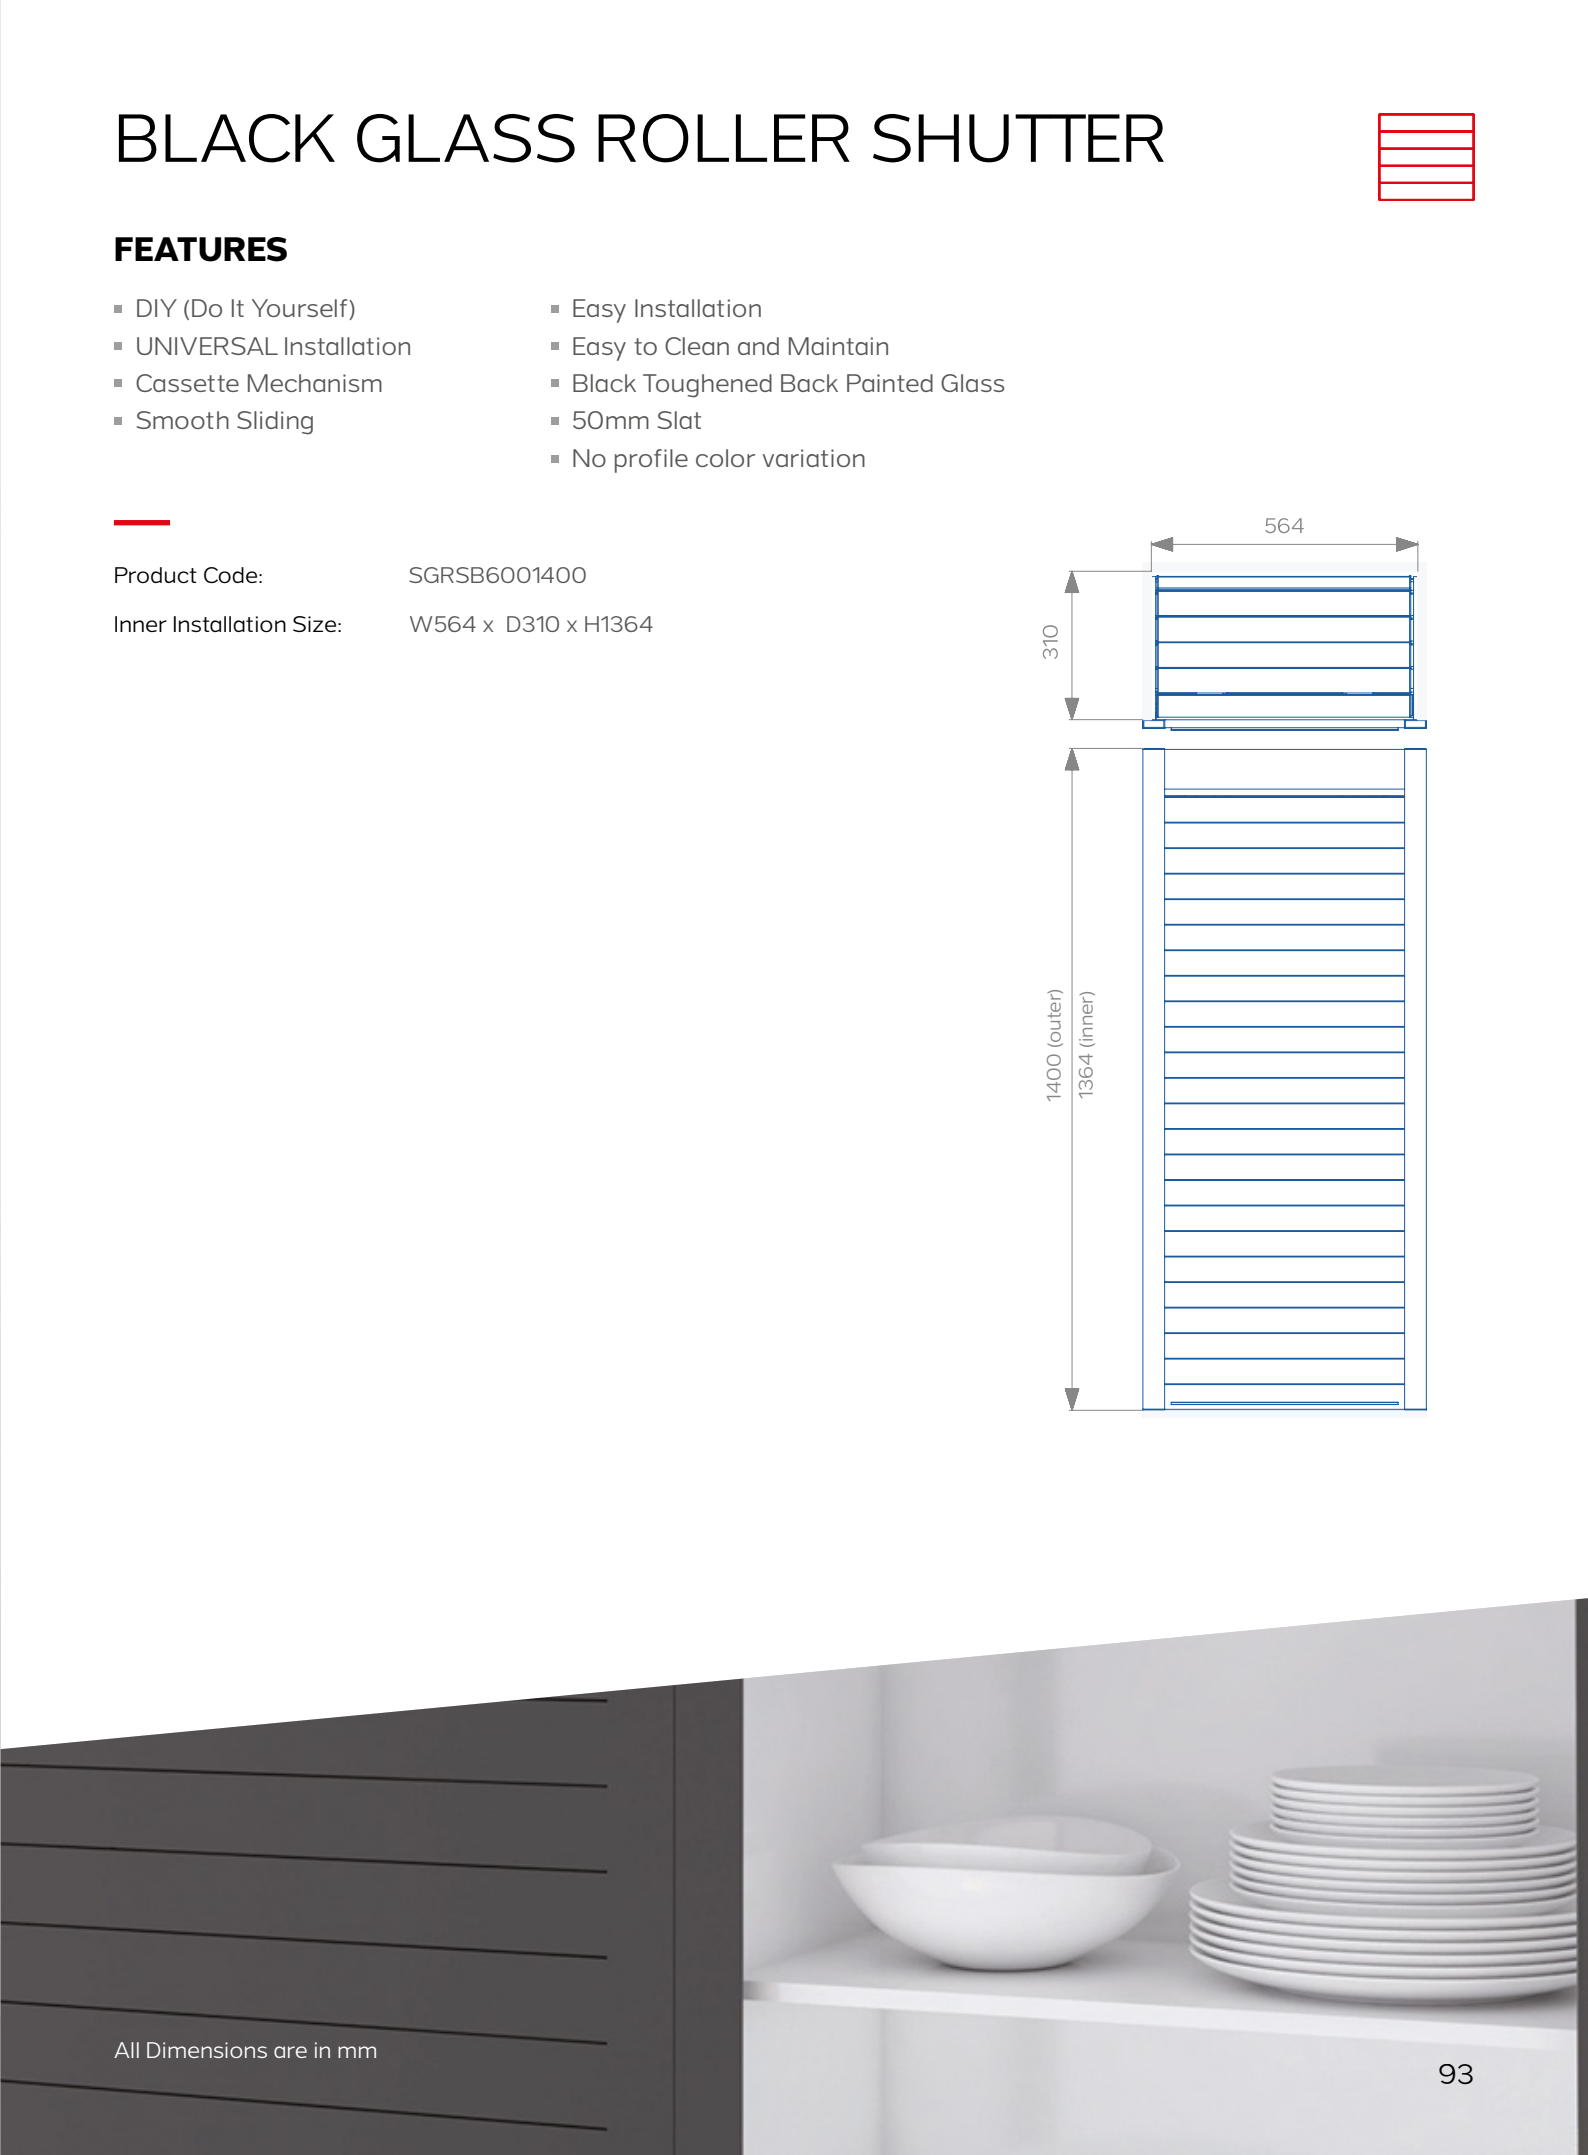 BLACK GLASS ROLLER SHUTTER
FEATURES
DIY (Do It Yourself)
UNIVERSAL Installation
Cassette Mechanism
Smooth Sliding
Easy Installation
Easy to Clean and Maintain
Black Toughened Back Painted Glass
50mm Slat
No profile color variation
Product Code: SGRSB6001400
Inner Installation Size: W564 x D310 x H1364
564
310
1400 (outer)
1364 (inner)
All Dimensions are in mm
93